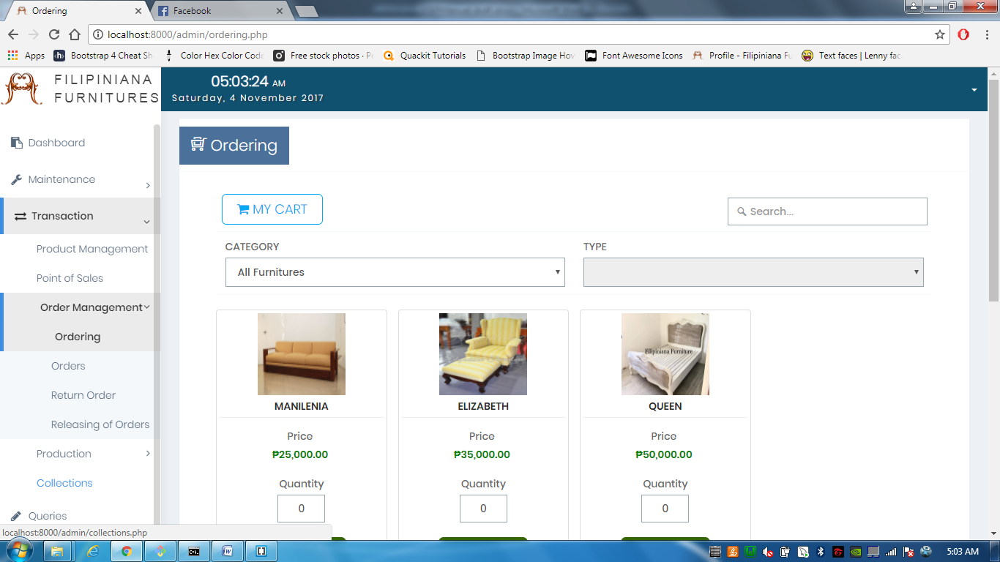 Ordering
Facebook
localhost:8000/admin/ordering.php
Apps
Bootstrap 4 Cheat Sh
Color Hex Color Code
Free stock photos · Pe
Quackit Tutorials
Bootstrap Image Hov
Font Awesome Icons
Profile - Filipiniana Fu
Text faces | Lenny fac
FILIPINIANA
FURNITURES
05:03:24 AM
Saturday, 4 November 2017
Dashboard
Maintenance
Transaction
Product Management
Point of Sales
Order Management
Ordering
Orders
Return Order
Releasing of Orders
Production
Collections
Queries
Ordering
MY CART
Search...
CATEGORY
TYPE
All Furnitures
Filipiniana Furniture
MANILENIA
ELIZABETH
QUEEN
Price
Price
Price
₱25,000.00
₱35,000.00
₱50,000.00
Quantity
Quantity
Quantity
0
0
0
localhost:8000/admin/collections.php
5:03 AM